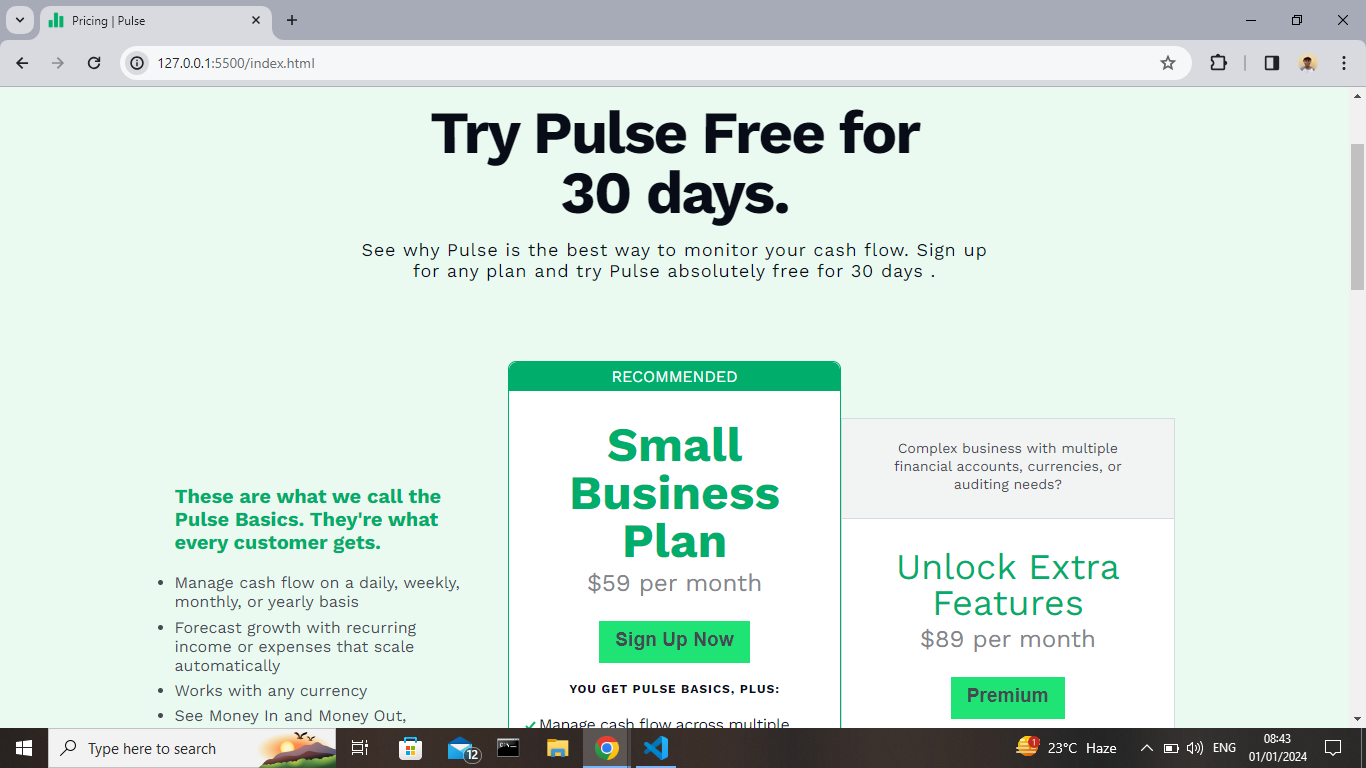 Pricing | Pulse
127.0.0.1:5500/index.html
Try Pulse Free for
30 days.
See why Pulse is the best way to monitor your cash flow. Sign up
for any plan and try Pulse absolutely free for 30 days .
These are what we call the
Pulse Basics. They're what
every customer gets.
Manage cash flow on a daily, weekly,
monthly, or yearly basis
Forecast growth with recurring
income or expenses that scale
automatically
Works with any currency
See Money In and Money Out,
RECOMMENDED
Small
Business
Plan
$59 per month
Sign Up Now
YOU GET PULSE BASICS, PLUS:
Manage cash flow across multiple
Complex business with multiple
financial accounts, currencies, or
auditing needs?
Unlock Extra
Features
$89 per month
Premium
Type here to search
12
1
23°C Haze
ENG
08:43
01/01/2024